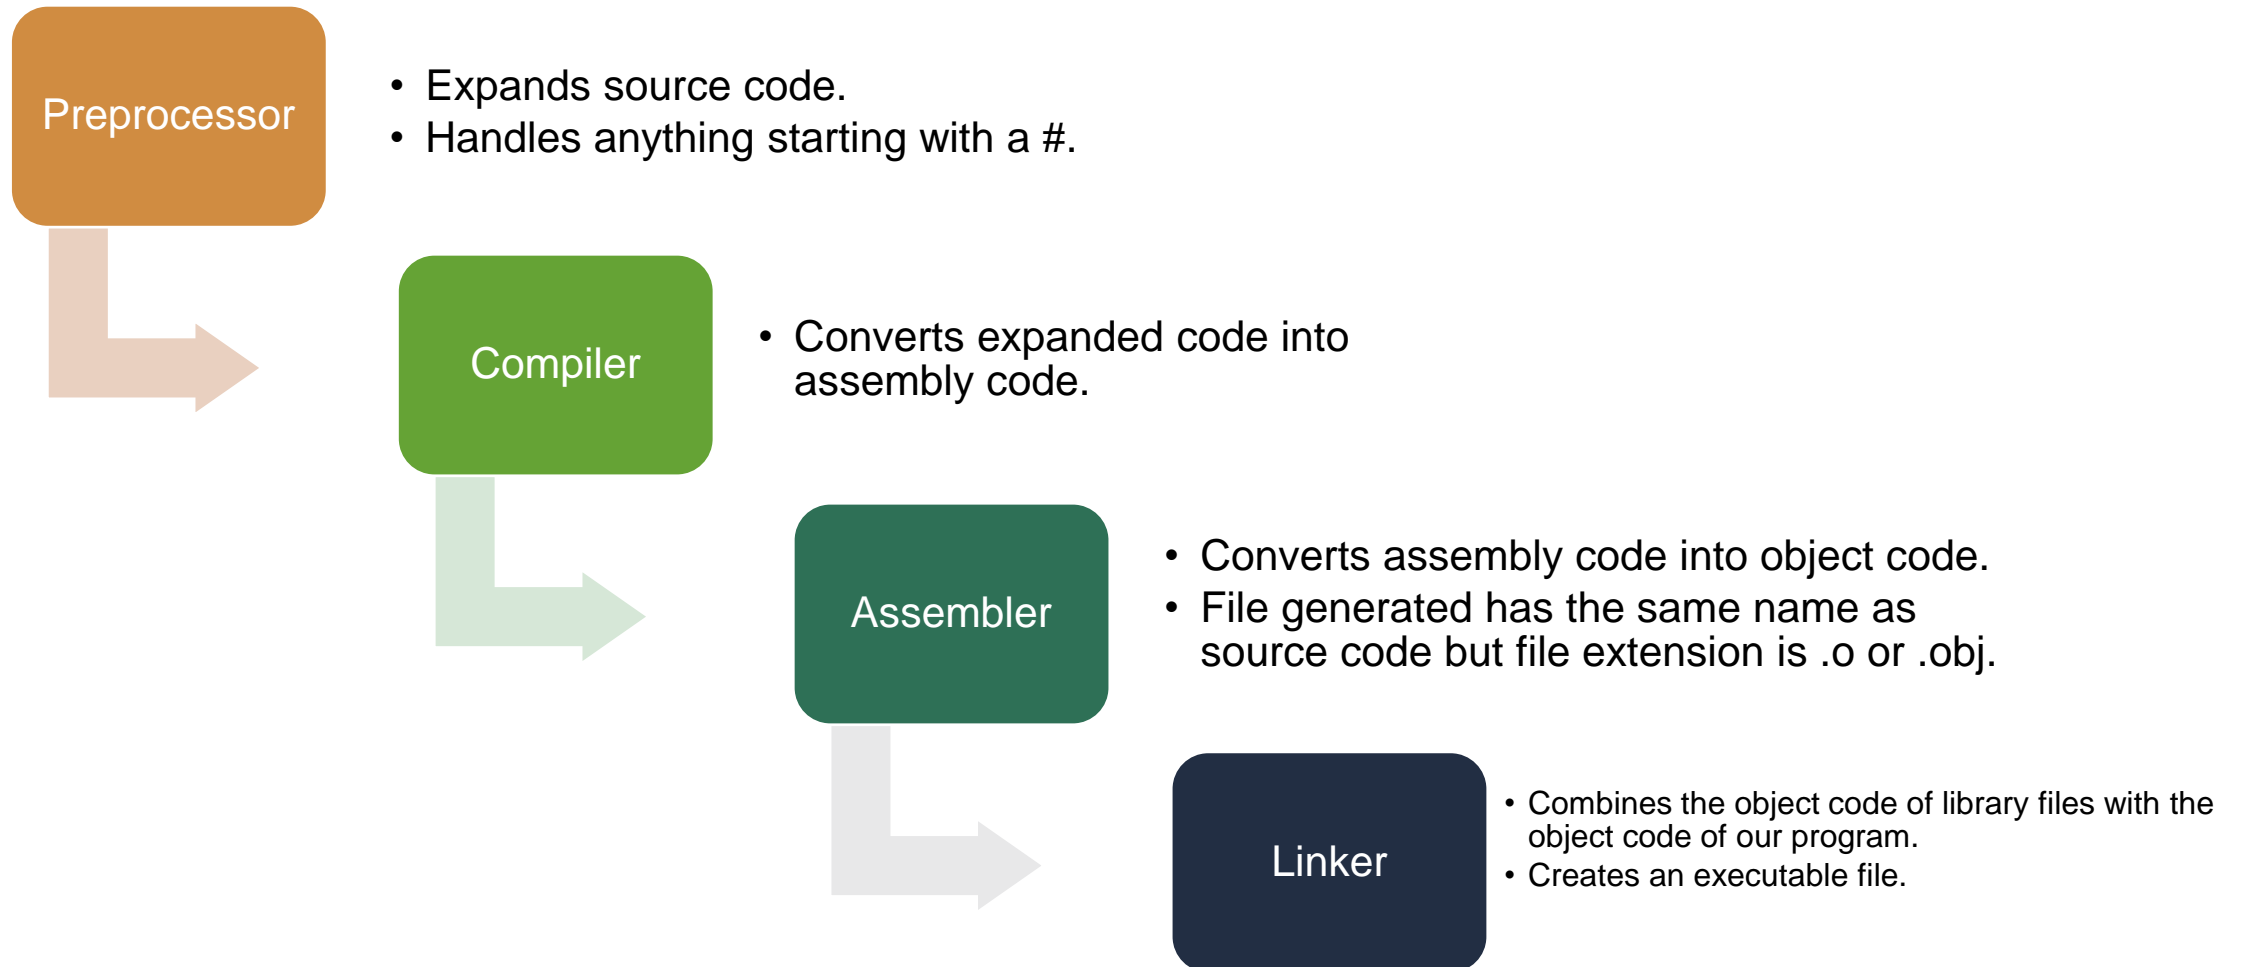 Preprocessor
• Expands source code.
• Handles anything starting with a #.
Compiler
• Converts expanded code into
assembly code.
Assembler
• Converts assembly code into object code.
• File generated has the same name as
source code but file extension is .o or .obj.
Linker
• Combines the object code of library files with the
object code of our program.
• Creates an executable file.